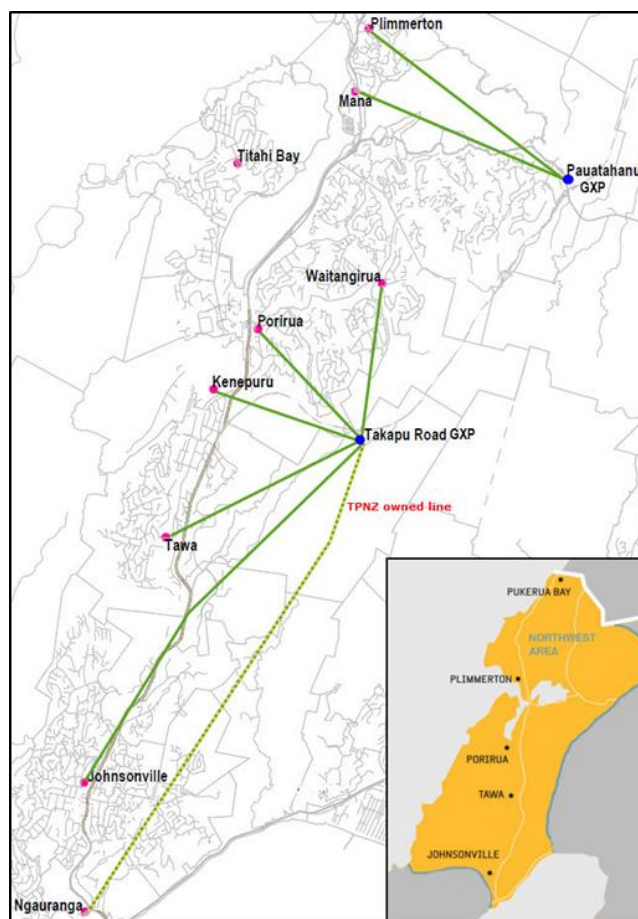 Plimmerton
Mana
Titahi Bay
Pauatahanui
GXP
Waitangirua
Porirua
Kenepuru
Takapu Road GXP
TPNZ owned line
Tawa
Johnsonville
Ngauranga
PUKERUA BAY
NORTHWEST
AREA
PLIMMERTON
PORIRUA
TAWA
JOHNSONVILLE